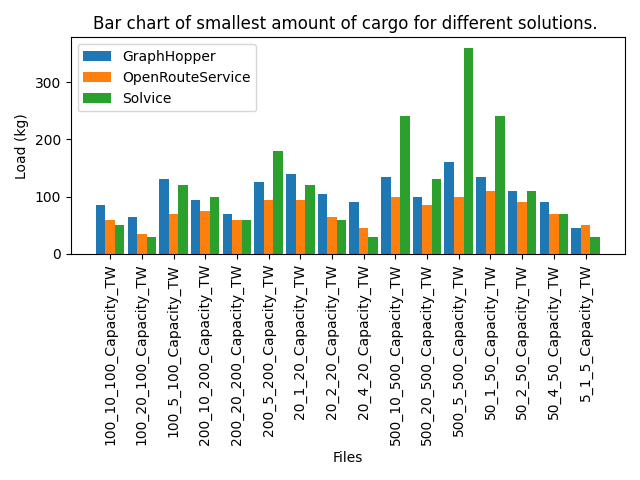 Bar chart of smallest amount of cargo for different solutions.
GraphHopper
OpenRouteService
Solvice
Load (kg)
300
200
100
0
100_10_100_Capacity_TW
100_20_100_Capacity_TW
100_5_100_Capacity_TW
200_10_200_Capacity_TW
200_20_200_Capacity_TW
200_5_200_Capacity_TW
20_1_20_Capacity_TW
20_2_20_Capacity_TW
20_4_20_Capacity_TW
500_10_500_Capacity_TW
500_20_500_Capacity_TW
500_5_500_Capacity_TW
50_1_50_Capacity_TW
50_2_50_Capacity_TW
50_4_50_Capacity_TW
5_1_5_Capacity_TW
Files